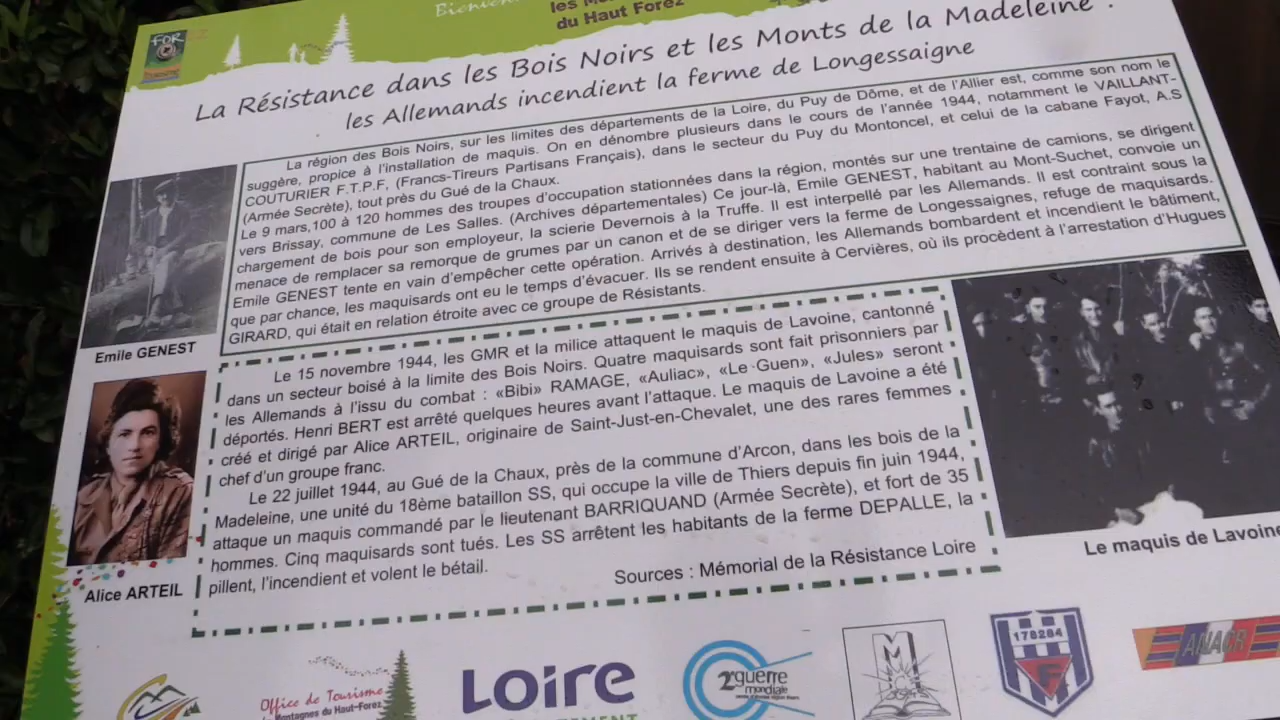 Bienven
les Mo
du Haut Forez
FOR
La Résistance dans les Bois Noirs et les Monts de la Madeleine :
les Allemands incendient la ferme de Longessaigne
La région des Bois Noirs, sur les limites des départements de la Loire, du Puy de Dôme, et de l'Allier est, comme son nom le
suggère, propice à l'installation de maquis. On en dénombre plusieurs dans le cours de l'année 1944, notamment le VAILLANT-
COUTURIER F.T.P.F, (Francs-Tireurs Partisans Français), dans le secteur du Puy du Montoncel, et celui de la cabane Fayot, A.S
(Armée Secrète), tout près du Gué de la Chaux.
Le 9 mars,100 à 120 hommes des troupes d'occupation stationnées dans la région, montés sur une trentaine de camions, se dirigent
vers Brissay, commune de Les Salles. (Archives départementales) Ce jour-là, Emile GENEST, habitant au Mont-Suchet, convoie un
chargement de bois pour son employeur, la scierie Devernois à la Truffe. Il est interpellé par les Allemands. Il est contraint sous la
menace de remplacer sa remorque de grumes par un canon et de se diriger vers la ferme de Longessaignes, refuge de maquisards.
Emile GENEST tente en vain d'empêcher cette opération. Arrivés à destination, les Allemands bombardent et incendient le bâtiment,
que par chance, les maquisards ont eu le temps d'évacuer. Ils se rendent ensuite à Cervières, où ils procèdent à l'arrestation d'Hugues
GIRARD, qui était en relation étroite avec ce groupe de Résistants.
Emile GENEST
Le 15 novembre 1944, les GMR et la milice attaquent le maquis de Lavoine, cantonné
dans un secteur boisé à la limite des Bois Noirs. Quatre maquisards sont fait prisonniers par
les Allemands à l'issu du combat : «Bibi» RAMAGE, «Auliac», «Le Guen», «Jules» seront
déportés. Henri BERT est arrêté quelques heures avant l'attaque. Le maquis de Lavoine a été
créé et dirigé par Alice ARTEIL, originaire de Saint-Just-en-Chevalet, une des rares femmes
chef d'un groupe franc.
Le 22 juillet 1944, au Gué de la Chaux, près de la commune d'Arcon, dans les bois de la
Madeleine, une unité du 18ème bataillon SS, qui occupe la ville de Thiers depuis fin juin 1944,
attaque un maquis commandé par le lieutenant BARRIQUAND (Armée Secrète), et fort de 35
hommes. Cinq maquisards sont tués. Les SS arrêtent les habitants de la ferme DEPALLE, la
pillent, l'incendient et volent le bétail.
Sources : Mémorial de la Résistance Loire
Alice ARTEIL
Le maquis de Lavoine
Office de Tourisme
Montagnes du Haut-Forez
Loire
2e guerre
mondiale
M
178284
F
ANACR